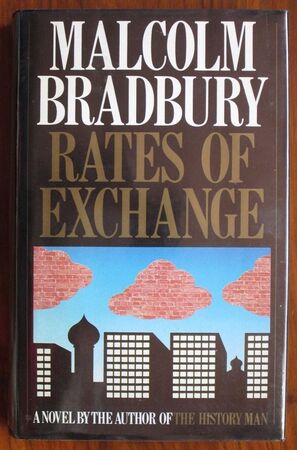 MALCOLM
BRADBURY
RATES OF
EXCHANGE
A NOVEL BY THE AUTHOR OF THE HISTORY MAN